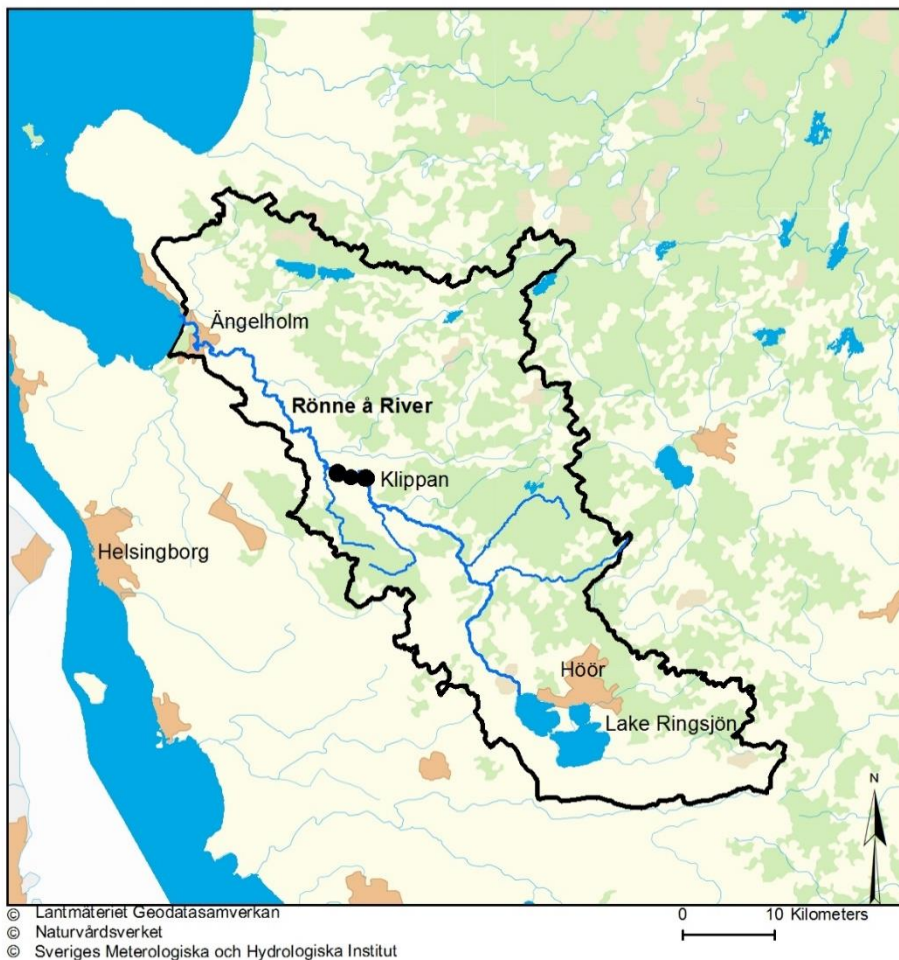 Ängelholm
Rönne å River
Klippan
Helsingborg
Höör
Lake Ringsjön
N
© Lantmäteriet Geodatasamverkan
© Naturvårdsverket
© Sveriges Meterologiska och Hydrologiska Institut
0 10 Kilometers